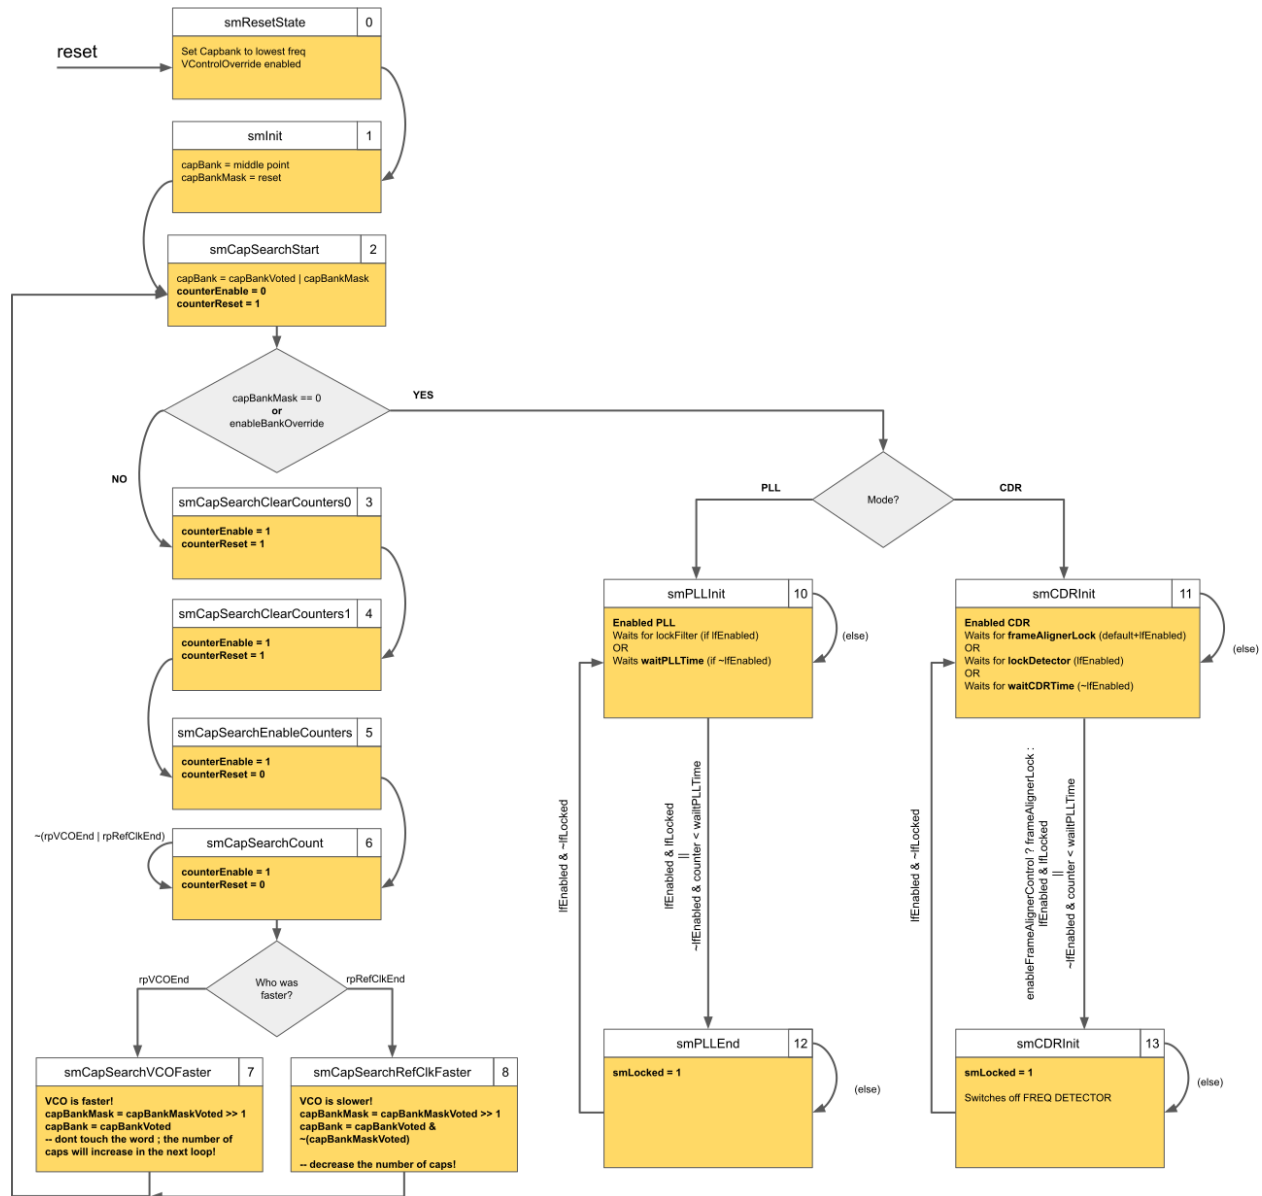 smResetState
0
reset
Set Capbank to lowest freq
VControlOverride enabled
smInit
1
capBank = middle point
capBankMask = reset
smCapSearchStart
2
capBank = capBankVoted | capBankMask
counterEnable = 0
counterReset = 1
capBankMask == 0
or
enableBankOverride
YES
NO
Mode?
PLL
CDR
smCapSearchClearCounters0
3
counterEnable = 1
counterReset = 1
smCapSearchClearCounters1
4
counterEnable = 1
counterReset = 1
smCapSearchEnableCounters
5
counterEnable = 1
counterReset = 0
~(rpVCOEnd | rpRefClkEnd)
smCapSearchCount
6
counterEnable = 1
counterReset = 0
Who was
faster?
rpVCOEnd
rpRefClkEnd
smCapSearchVCOFaster
7
VCO is faster!
capBankMask = capBankMaskVoted >> 1
capBank = capBankVoted
-- dont touch the word ; the number of
caps will increase in the next loop!
smCapSearchRefClkFaster
8
VCO is slower!
capBankMask = capBankMaskVoted >> 1
capBank = capBankVoted &
~(capBankMaskVoted)
-- decrease the number of caps!
smPLLInit
10
Enabled PLL
Waits for lockFilter (if lfEnabled)
OR
Waits waitPLLTime (if ~lfEnabled)
(else)
lfEnabled & ~lfLocked
lfEnabled & lfLocked
||
~lfEnabled & counter < wailtPLLTime
smPLLEnd
12
smLocked = 1
(else)
smCDRInit
11
Enabled CDR
Waits for frameAlignerLock (default+lfEnabled)
OR
Waits for lockDetector (lfEnabled)
OR
Waits for waitCDRTime (~lfEnabled)
(else)
lfEnabled & ~lfLocked
enableFrameAlignerControl ? frameAlignerLock :
lfEnabled & lfLocked
||
~lfEnabled & counter < wailtPLLTime
smCDRInit
13
smLocked = 1
Switches off FREQ DETECTOR
(else)